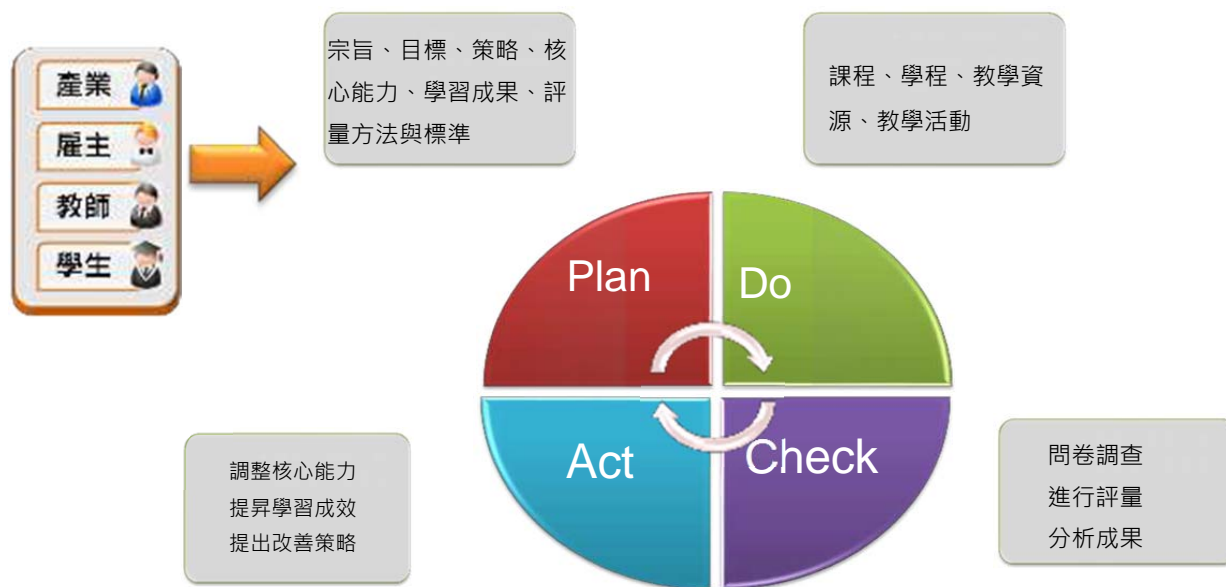 產業
雇主
教師
學生
宗旨、目標、策略、核
心能力、學習成果、評
量方法與標準
課程、學程、教學資
源、教學活動
Plan
Do
Act
Check
調整核心能力
提昇學習成效
提出改善策略
問卷調查
進行評量
分析成果